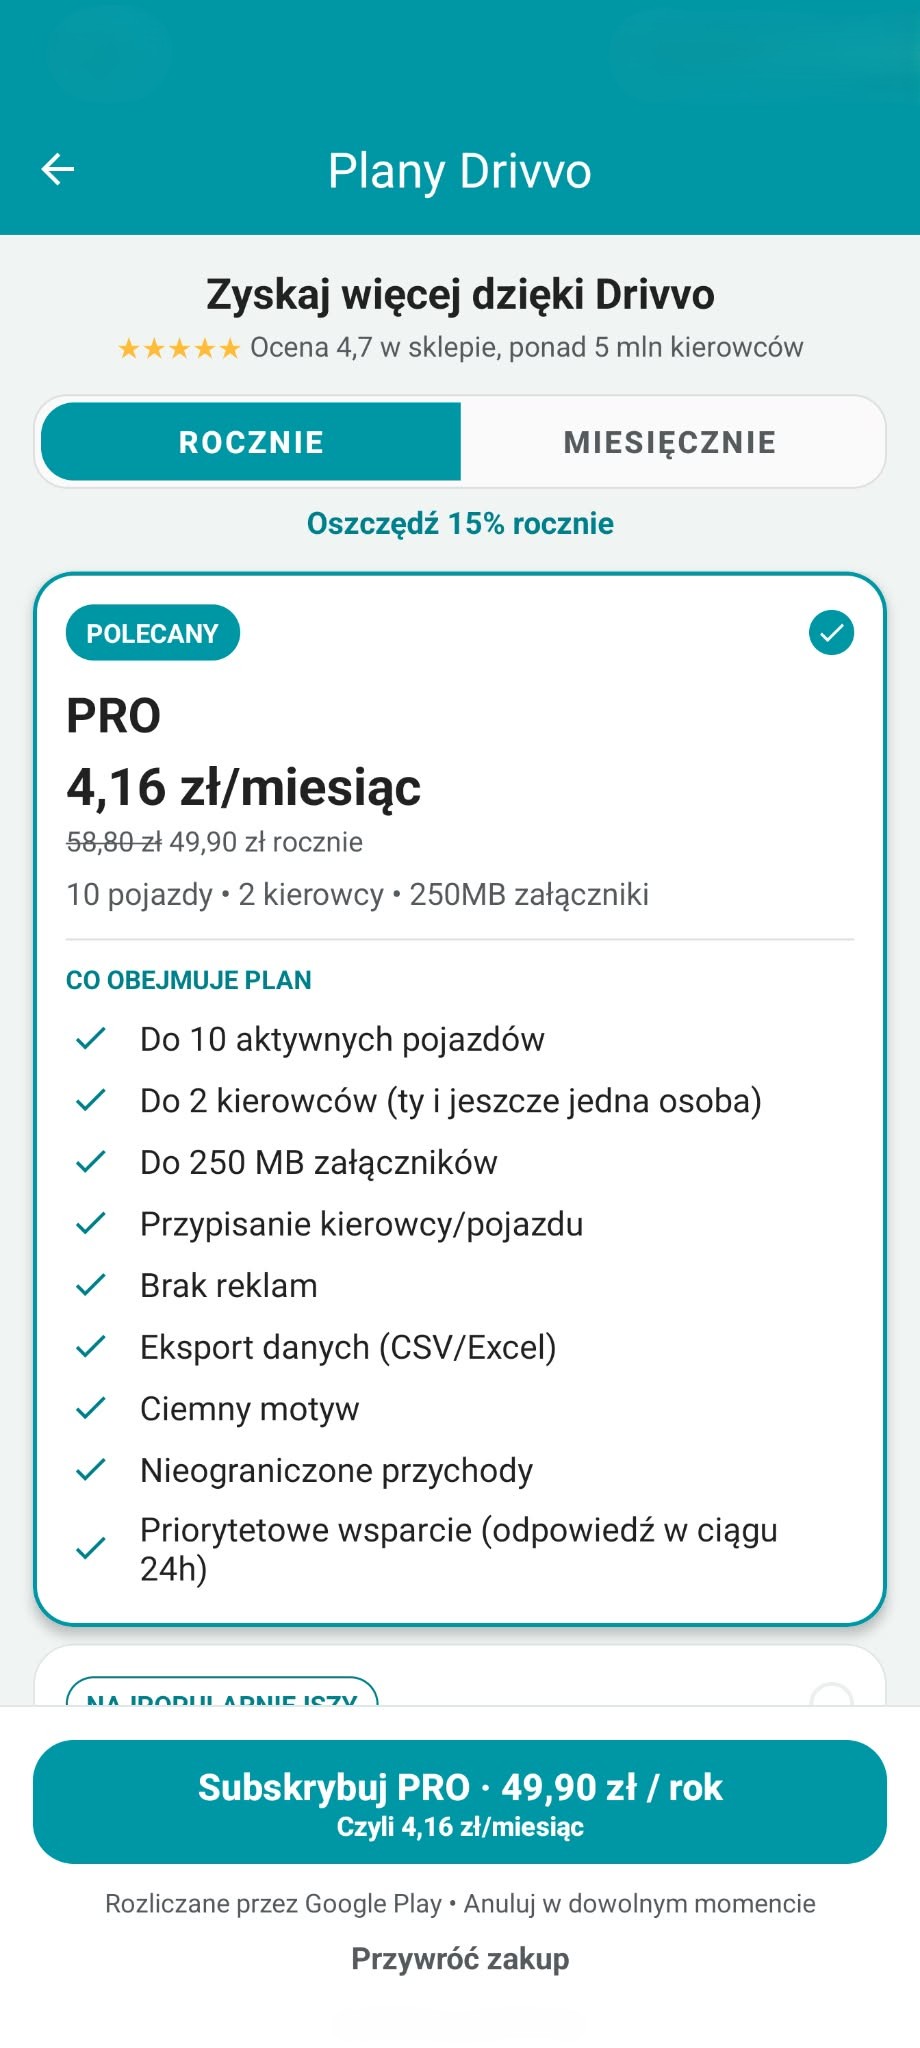 Plany Drivvo
Zyskaj więcej dzięki Drivvo
★★★★★ Ocena 4,7 w sklepie, ponad 5 mln kierowców
ROCZNIE
MIESIĘCZNIE
Oszczędź 15% rocznie
POLECANY
PRO
4,16 zł/miesiąc
58,80 zł 49,90 zł rocznie
10 pojazdy • 2 kierowcy • 250MB załączniki
CO OBEJMUJE PLAN
Do 10 aktywnych pojazdów
Do 2 kierowców (ty i jeszcze jedna osoba)
Do 250 MB załączników
Przypisanie kierowcy/pojazdu
Brak reklam
Eksport danych (CSV/Excel)
Ciemny motyw
Nieograniczone przychody
Priorytetowe wsparcie (odpowiedź w ciągu
24h)
NAJPOPULARNIEJSZY
Subskrybuj PRO · 49,90 zł / rok
Czyli 4,16 zł/miesiąc
Rozliczane przez Google Play • Anuluj w dowolnym momencie
Przywróć zakup